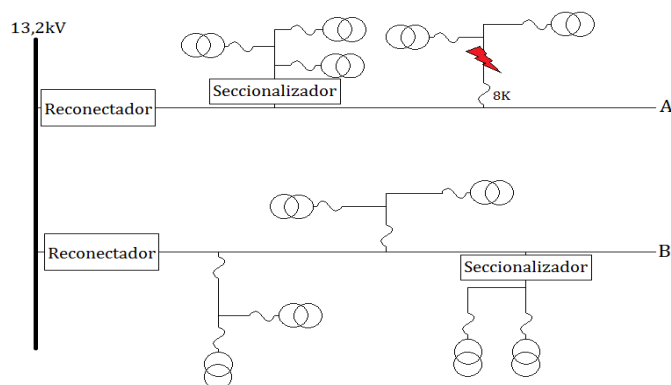 13,2kV
Seccionalizador
8K
Reconectador
A
Reconectador
B
Seccionalizador